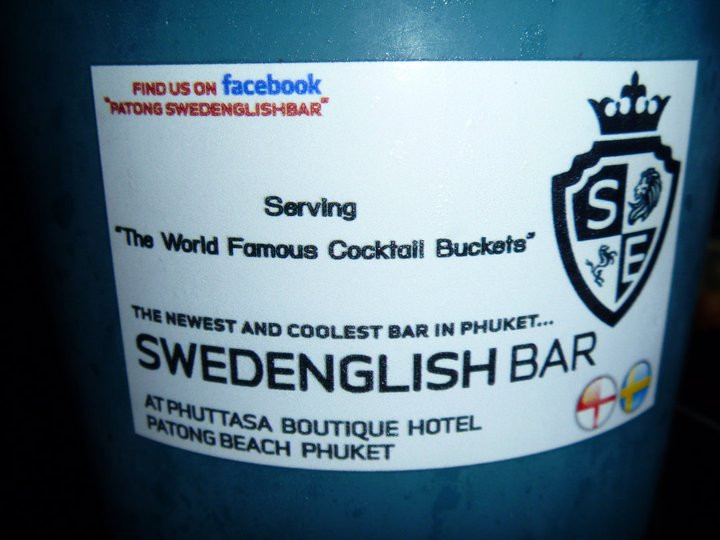 FIND US ON facebook
"PATONG SWEDENGLISHBAR"
Serving
"The World Famous Cocktail Buckets"
S
E
THE NEWEST AND COOLEST BAR IN PHUKET...
SWEDENGLISH BAR
AT PHUTTASA BOUTIQUE HOTEL
PATONG BEACH PHUKET